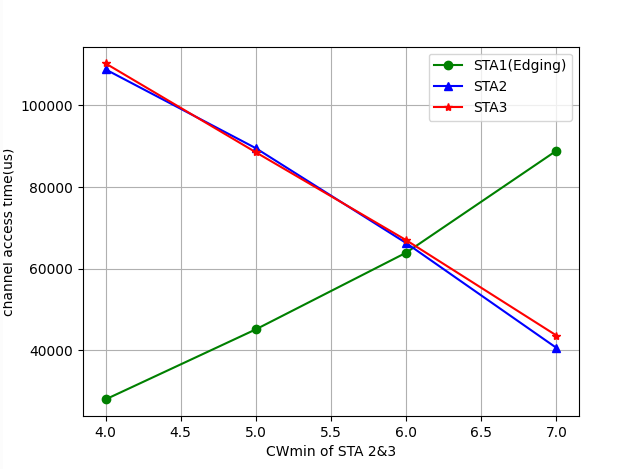 STA1(Edging)
STA2
STA3
channel access time(us)
100000
80000
60000
40000
4.0 4.5 5.0 5.5 6.0 6.5 7.0
CWmin of STA 2&3